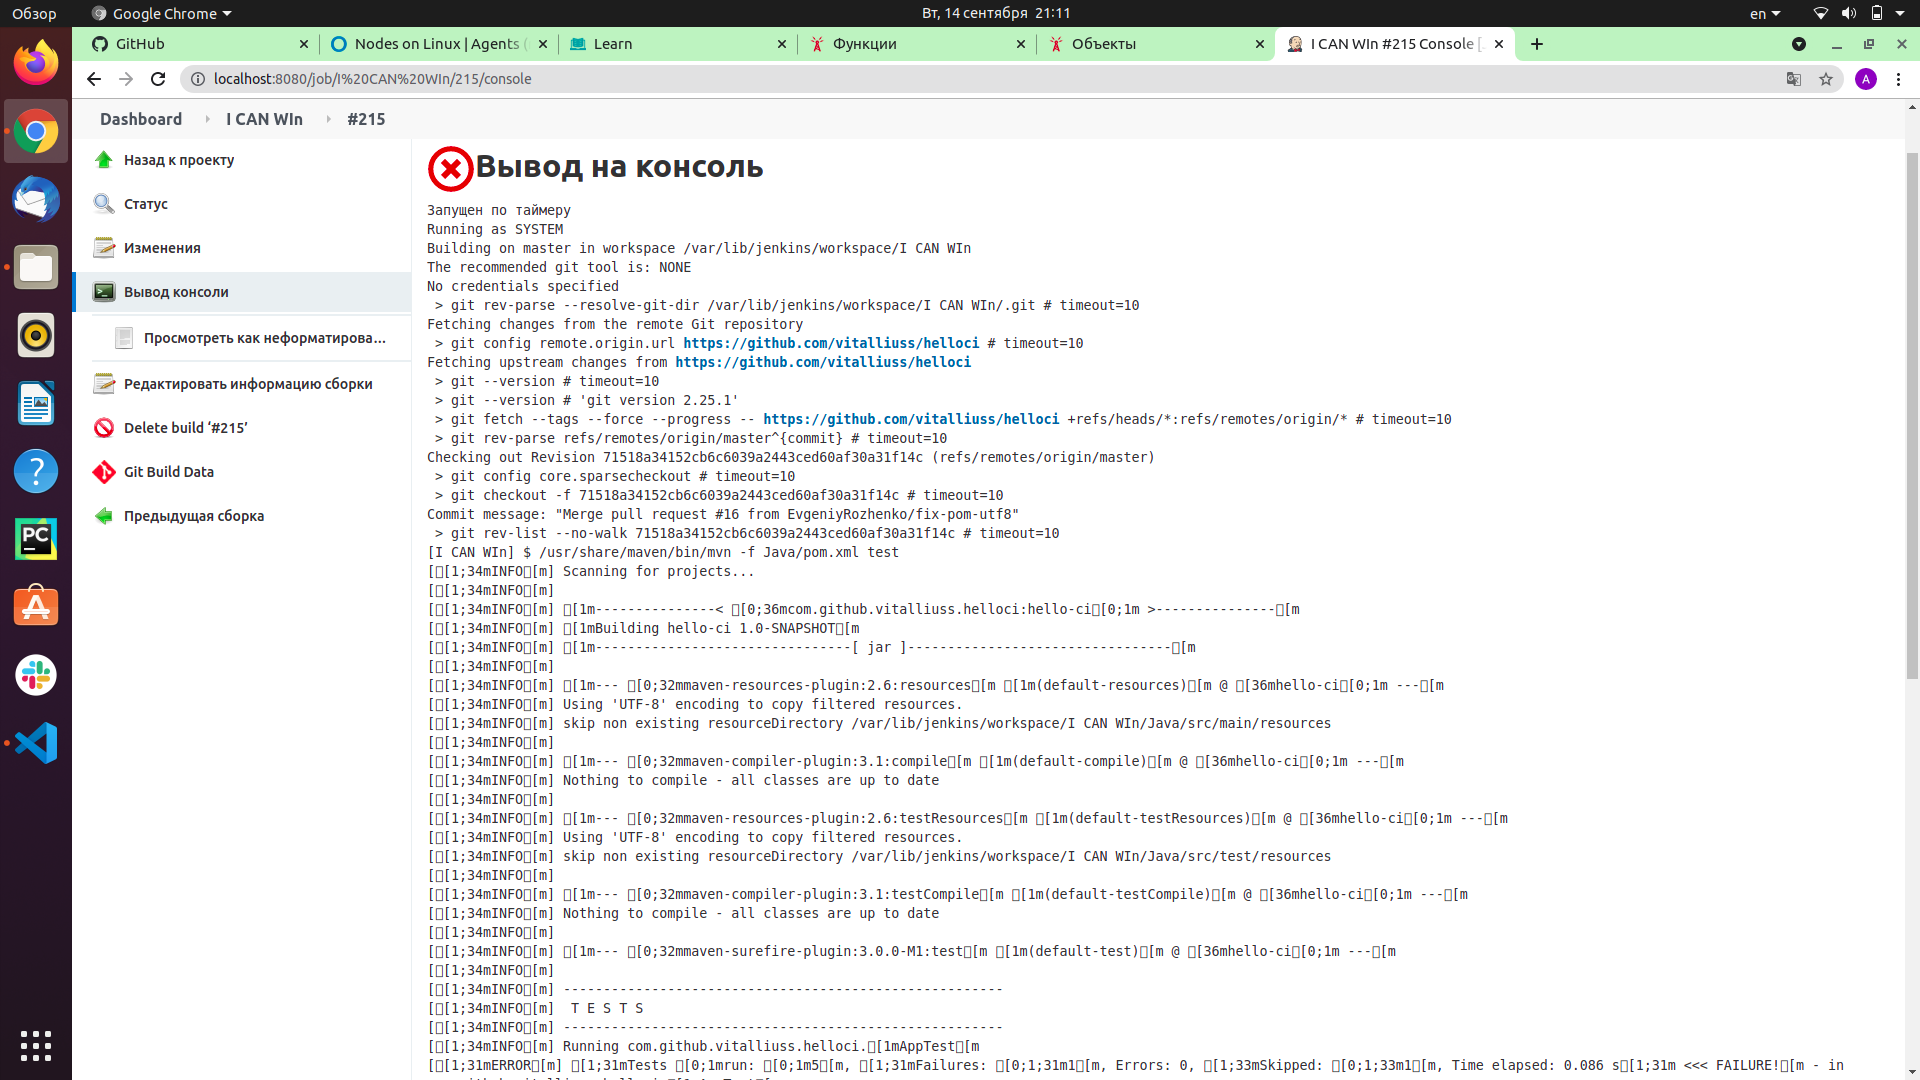 Обзор
Google Chrome
Вт, 14 сентября 21:11
en
GitHub
Nodes on Linux | Agents (
Learn
Функции
Объекты
I CAN WIn #215 Console [
localhost:8080/job/I%20CAN%20WIn/215/console
A
Dashboard
I CAN WIn
#215
Назад к проекту
Статус
Изменения
Вывод консоли
Просмотреть как неформатирова...
Редактировать информацию сборки
Delete build ‘#215’
Git Build Data
Предыдущая сборка
Вывод на консоль
Запущен по таймеру
Running as SYSTEM
Building on master in workspace /var/lib/jenkins/workspace/I CAN WIn
The recommended git tool is: NONE
No credentials specified
 > git rev-parse --resolve-git-dir /var/lib/jenkins/workspace/I CAN WIn/.git # timeout=10
Fetching changes from the remote Git repository
 > git config remote.origin.url https://github.com/vitalliuss/helloci # timeout=10
Fetching upstream changes from https://github.com/vitalliuss/helloci
 > git --version # timeout=10
 > git --version # 'git version 2.25.1'
 > git fetch --tags --force --progress -- https://github.com/vitalliuss/helloci +refs/heads/*:refs/remotes/origin/* # timeout=10
 > git rev-parse refs/remotes/origin/master^{commit} # timeout=10
Checking out Revision 71518a34152cb6c6039a2443ced60af30a31f14c (refs/remotes/origin/master)
 > git config core.sparsecheckout # timeout=10
 > git checkout -f 71518a34152cb6c6039a2443ced60af30a31f14c # timeout=10
Commit message: "Merge pull request #16 from EvgeniyRozhenko/fix-pom-utf8"
 > git rev-list --no-walk 71518a34152cb6c6039a2443ced60af30a31f14c # timeout=10
[I CAN WIn] $ /usr/share/maven/bin/mvn -f Java/pom.xml test
[[1;34mINFO[m] Scanning for projects...
[[1;34mINFO[m]
[[1;34mINFO[m] [1m---------------< [0;36mcom.github.vitalliuss.helloci:hello-ci[0;1m >---------------[m
[[1;34mINFO[m] [1mBuilding hello-ci 1.0-SNAPSHOT[m
[[1;34mINFO[m] [1m--------------------------------[ jar ]---------------------------------[m
[[1;34mINFO[m]
[[1;34mINFO[m] [1m--- [0;32mmaven-resources-plugin:2.6:resources[m [1m(default-resources)[m @ [36mhello-ci[0;1m ---[m
[[1;34mINFO[m] Using 'UTF-8' encoding to copy filtered resources.
[[1;34mINFO[m] skip non existing resourceDirectory /var/lib/jenkins/workspace/I CAN WIn/Java/src/main/resources
[[1;34mINFO[m]
[[1;34mINFO[m] [1m--- [0;32mmaven-compiler-plugin:3.1:compile[m [1m(default-compile)[m @ [36mhello-ci[0;1m ---[m
[[1;34mINFO[m] Nothing to compile - all classes are up to date
[[1;34mINFO[m]
[[1;34mINFO[m] [1m--- [0;32mmaven-resources-plugin:2.6:testResources[m [1m(default-testResources)[m @ [36mhello-ci[0;1m ---[m
[[1;34mINFO[m] Using 'UTF-8' encoding to copy filtered resources.
[[1;34mINFO[m] skip non existing resourceDirectory /var/lib/jenkins/workspace/I CAN WIn/Java/src/test/resources
[[1;34mINFO[m]
[[1;34mINFO[m] [1m--- [0;32mmaven-compiler-plugin:3.1:testCompile[m [1m(default-testCompile)[m @ [36mhello-ci[0;1m ---[m
[[1;34mINFO[m] Nothing to compile - all classes are up to date
[[1;34mINFO[m]
[[1;34mINFO[m] [1m--- [0;32mmaven-surefire-plugin:3.0.0-M1:test[m [1m(default-test)[m @ [36mhello-ci[0;1m ---[m
[[1;34mINFO[m]
[[1;34mINFO[m] -------------------------------------------------------
[[1;34mINFO[m]  T E S T S
[[1;34mINFO[m] -------------------------------------------------------
[[1;34mINFO[m] Running com.github.vitalliuss.helloci.[1mAppTest[m
[[1;31mERROR[m] [1;31mTests [0;1mrun: [0;1m5[m, [1;31mFailures: [0;1;31m1[m, Errors: 0, [1;33mSkipped: [0;1;33m1[m, Time elapsed: 0.086 s[1;31m <<< FAILURE![m - in